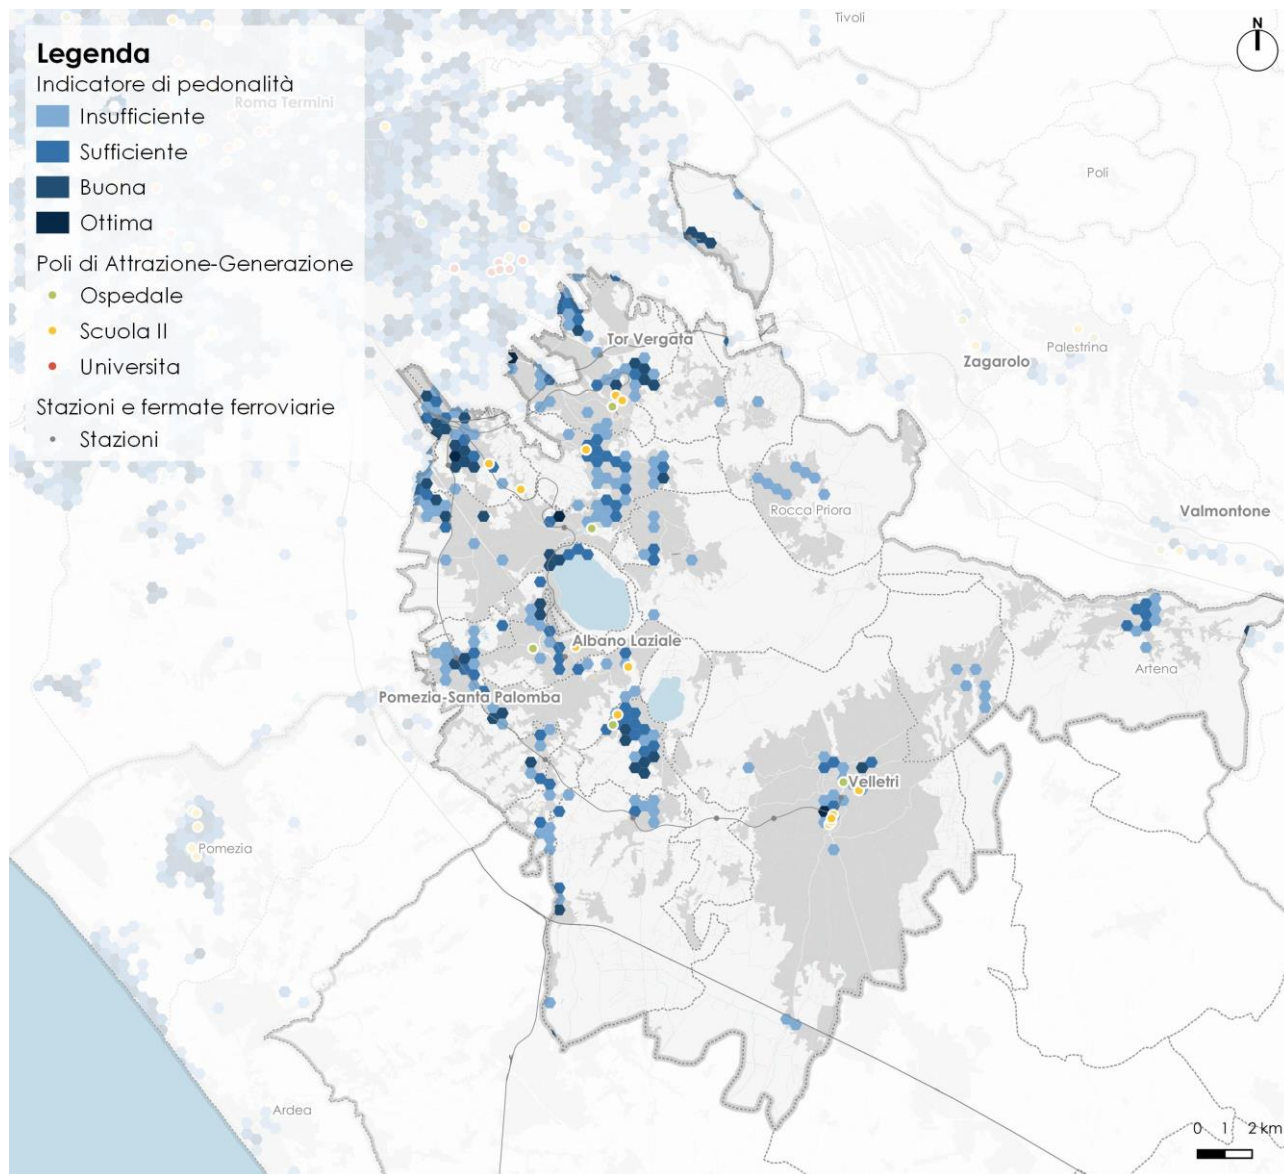 Legenda
Indicatore di pedonalità
Insufficiente
Sufficiente
Buona
Ottima
Poli di Attrazione-Generazione
Ospedale
Scuola II
Universita
Stazioni e fermate ferroviarie
Stazioni
Roma Termini
Tivoli
N
Poli
Tor Vergata
Zagarolo
Palestrina
Rocca Priora
Valmontone
Albano Laziale
Artena
Pomezia-Santa Palomba
Velletri
Pomezia
Ardea
0 1 2 km